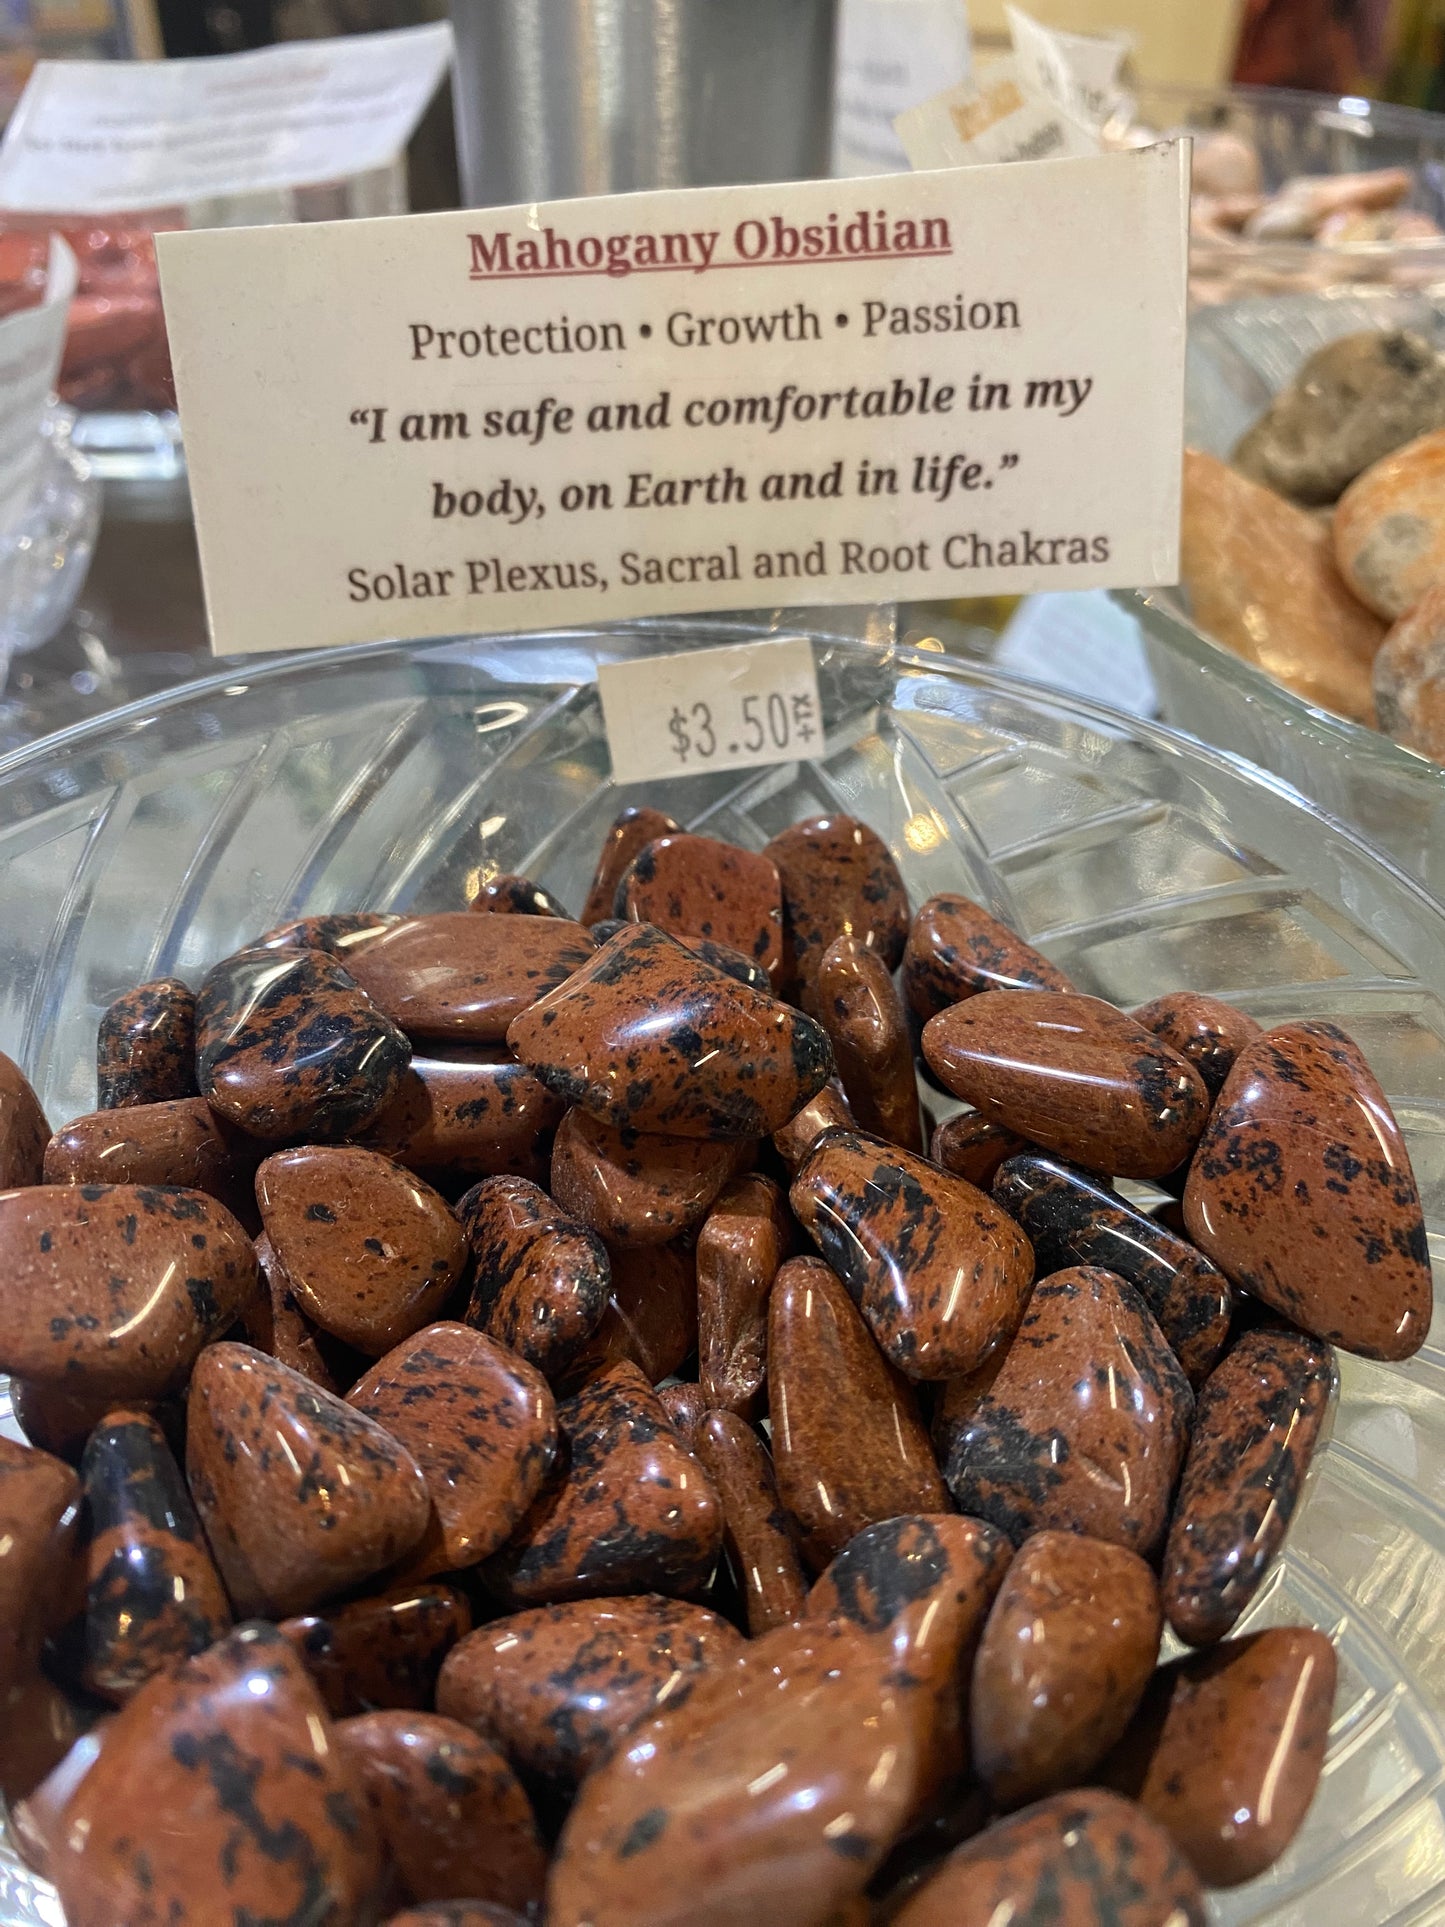 Mahogany Obsidian
Protection • Growth • Passion
“I am safe and comfortable in my
body, on Earth and in life.”
Solar Plexus, Sacral and Root Chakras
$3.50+TX